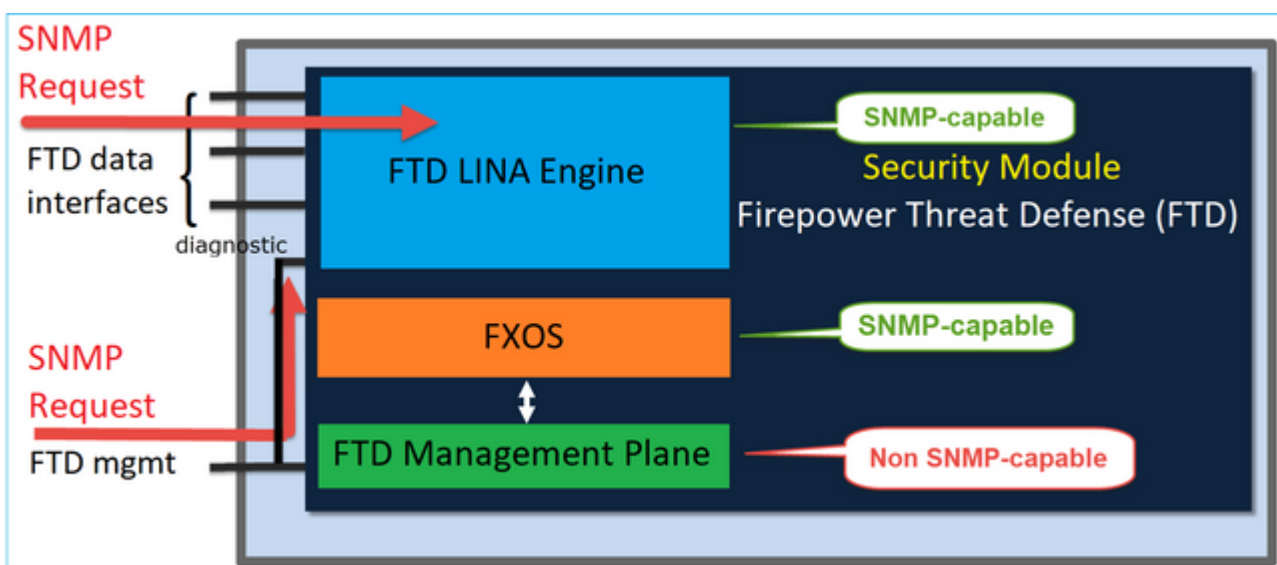 SNMP
Request
FTD data
interfaces
diagnostic
SNMP
Request
FTD mgmt
FTD LINA Engine
FXOS
FTD Management Plane
SNMP-capable
Security Module
Firepower Threat Defense (FTD)
SNMP-capable
Non SNMP-capable